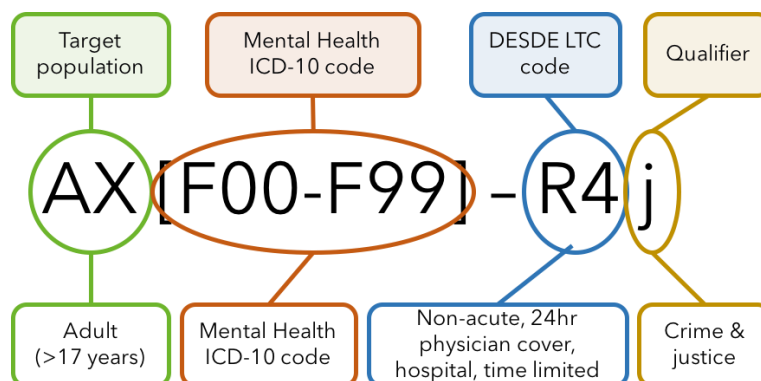 Target
population
Mental Health
ICD-10 code
DESDE LTC
code
Qualifier
AX [F00-F99] – R4 j
Adult
(>17 years)
Mental Health
ICD-10 code
Non-acute, 24hr
physician cover,
hospital, time limited
Crime &
justice